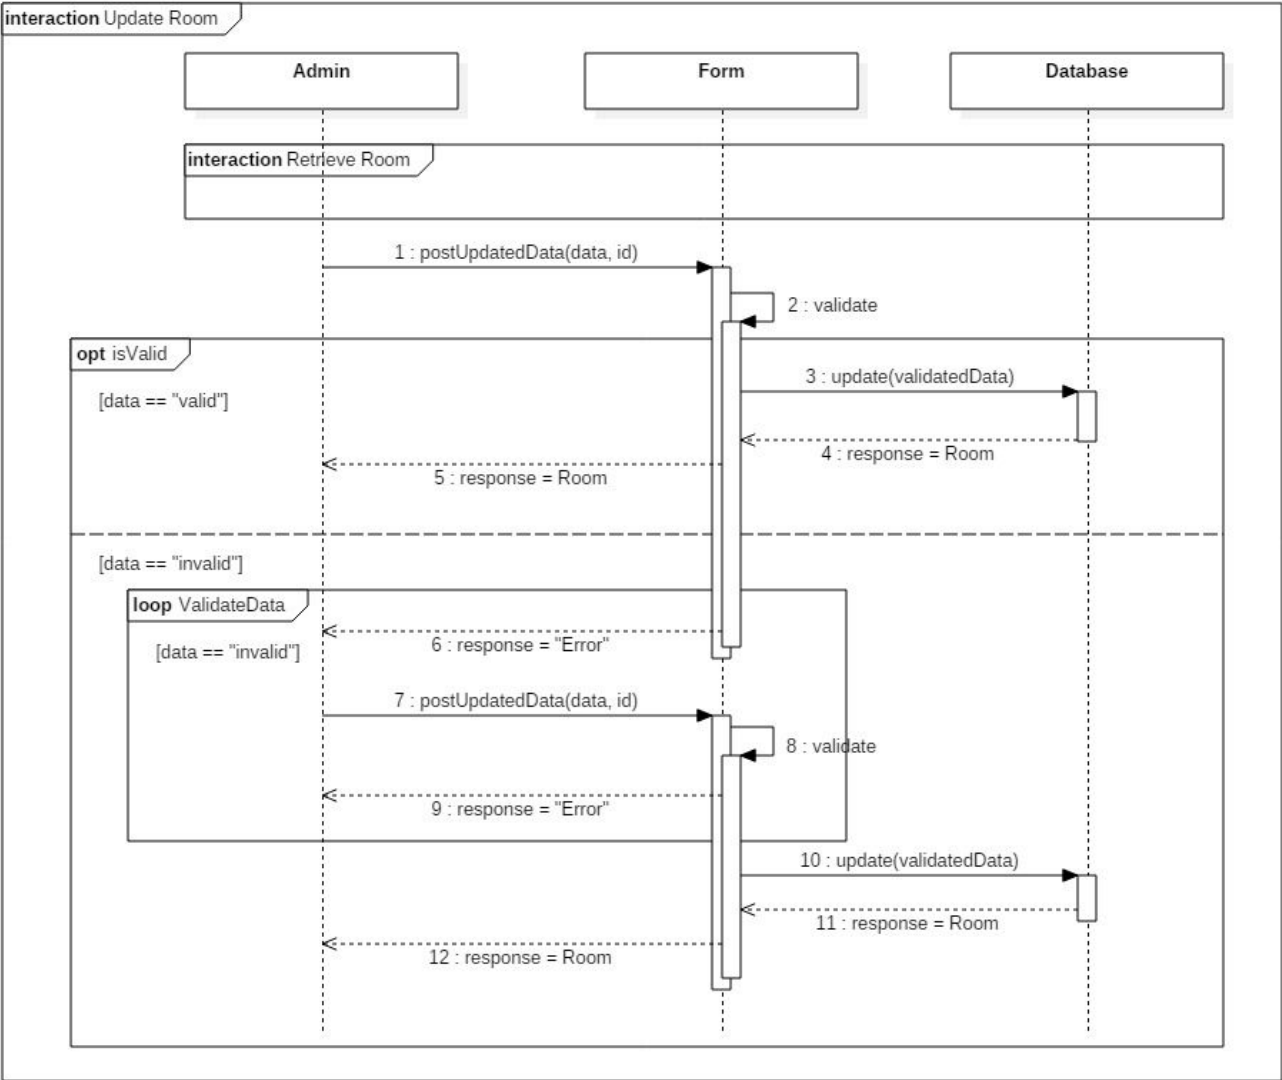 interaction Update Room
Admin
Form
Database
interaction Retrieve Room
1 : postUpdatedData(data, id)
2 : validate
opt isValid
3 : update(validatedData)
[data == "valid"]
4 : response = Room
5 : response = Room
[data == "invalid"]
loop ValidateData
6 : response = "Error"
[data == "invalid"]
7 : postUpdatedData(data, id)
8 : validate
9 : response = "Error"
10 : update(validatedData)
11 : response = Room
12 : response = Room